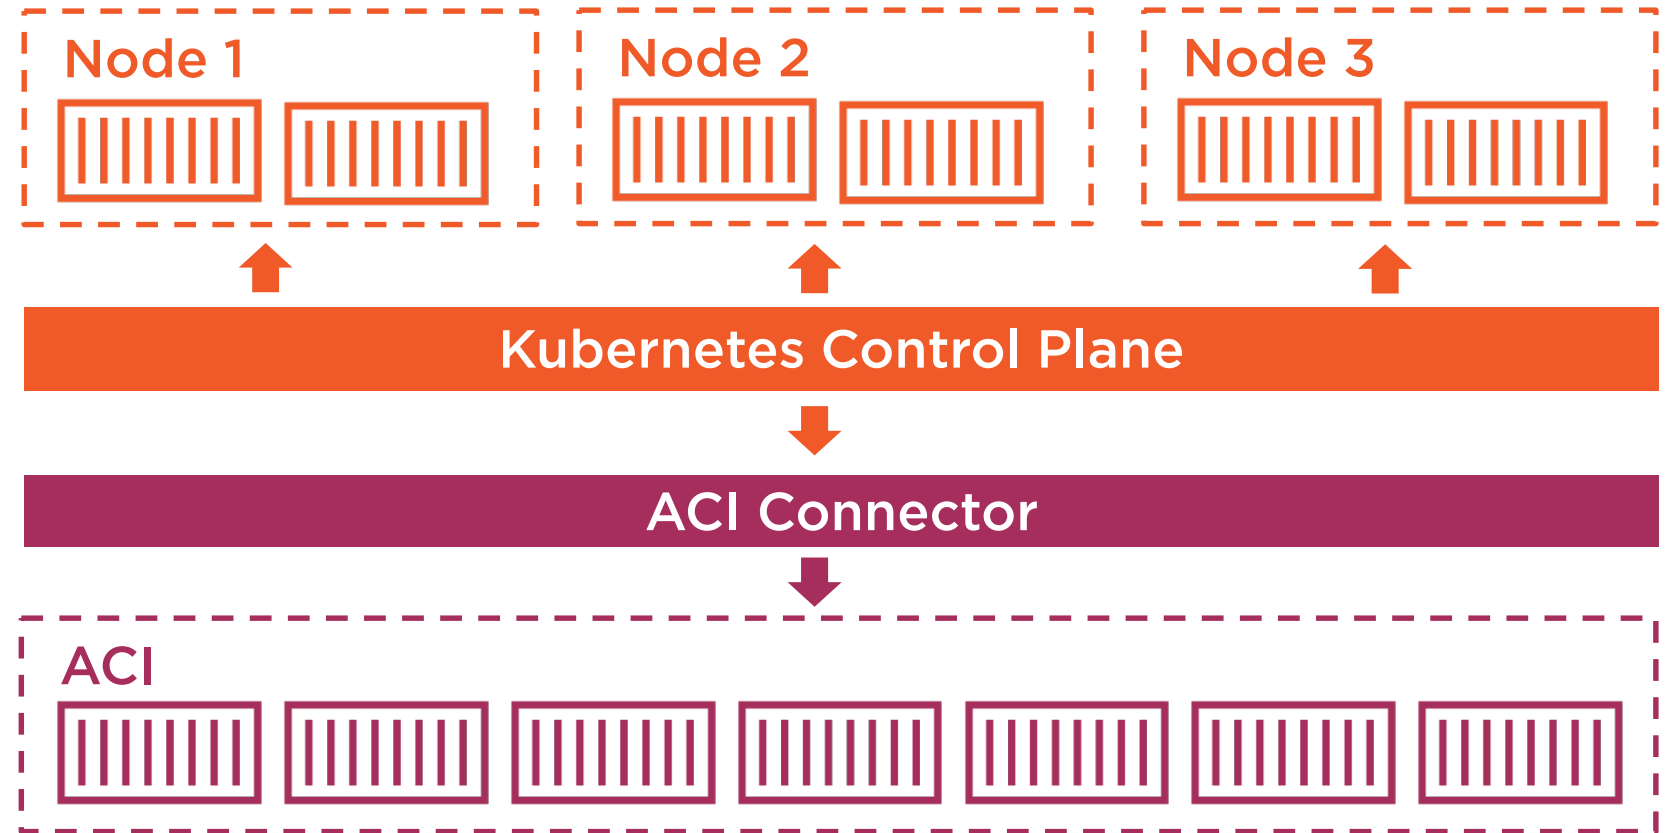 Node 1
Node 2
Node 3
Kubernetes Control Plane
ACI Connector
ACI